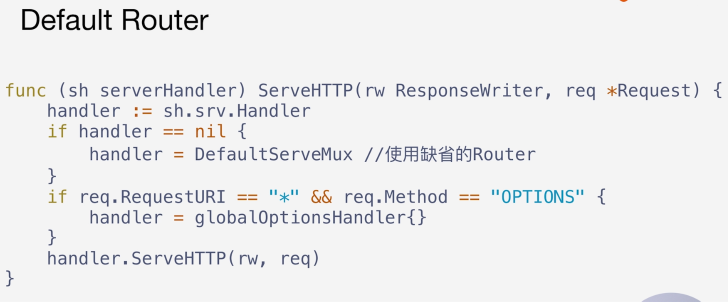 Default Router
func (sh serverHandler) ServeHTTP(rw ResponseWriter, req *Request) {
    handler := sh.srv.Handler
    if handler == nil {
        handler = DefaultServeMux //使用缺省的Router
    }
    if req.RequestURI == "*" && req.Method == "OPTIONS" {
        handler = globalOptionsHandler{}
    }
    handler.ServeHTTP(rw, req)
}